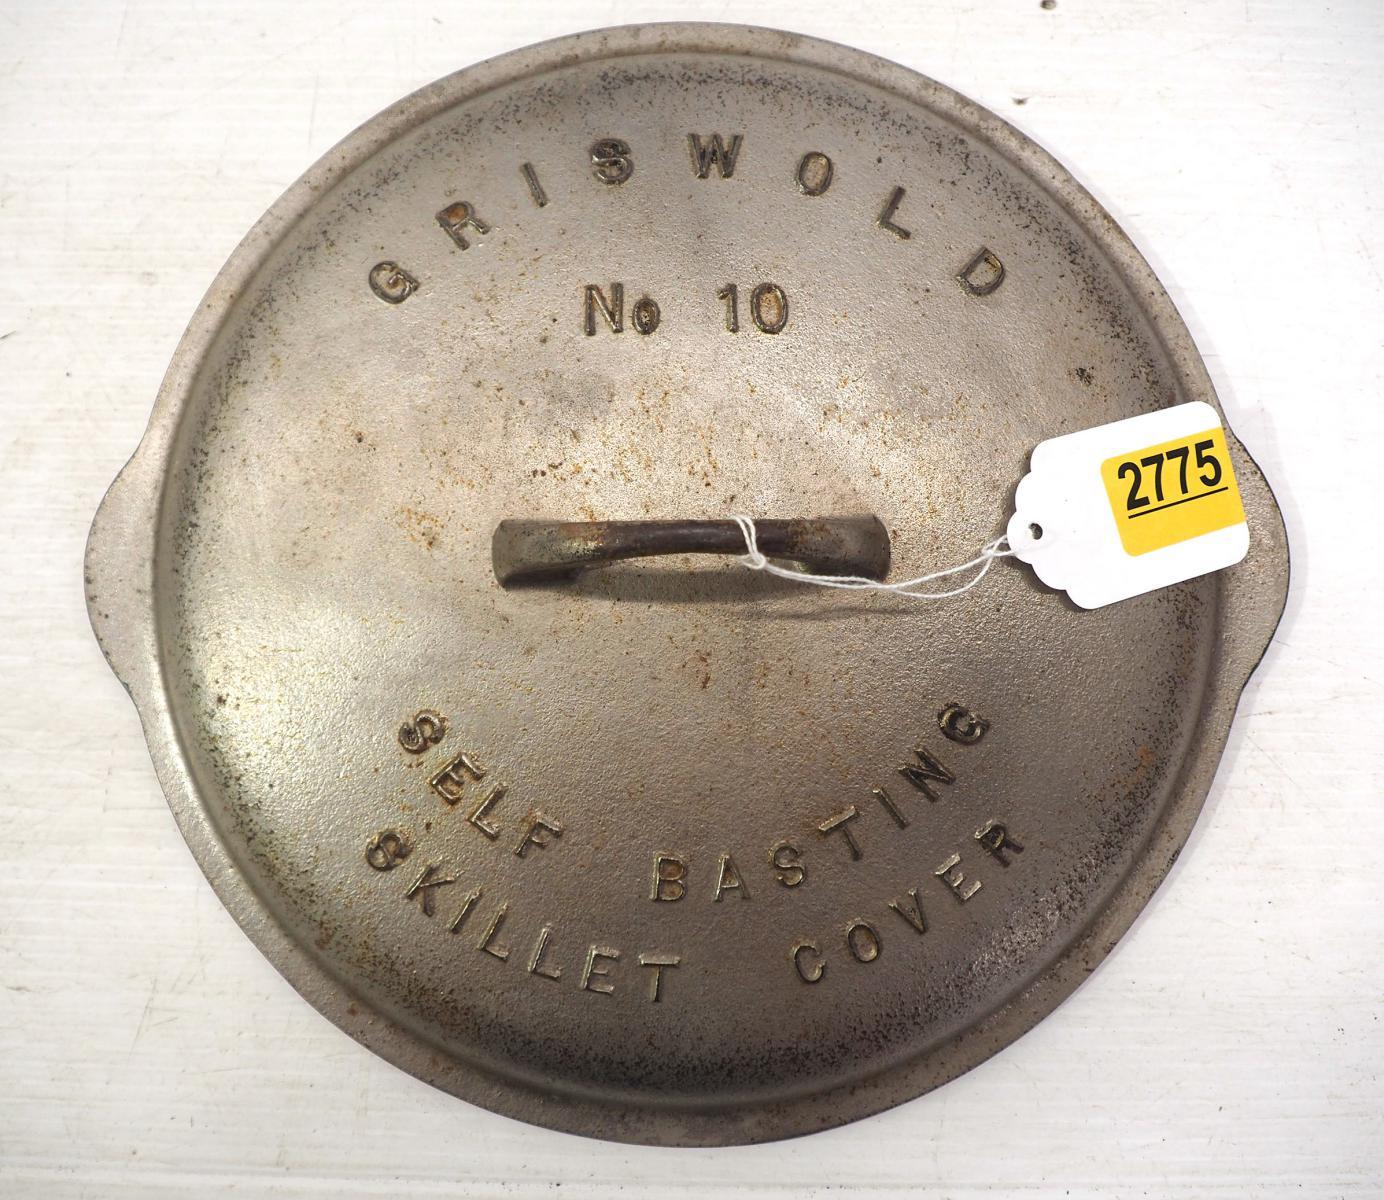 GRISWOLD
No 10
2775
SELF BASTING
SKILLET COVER